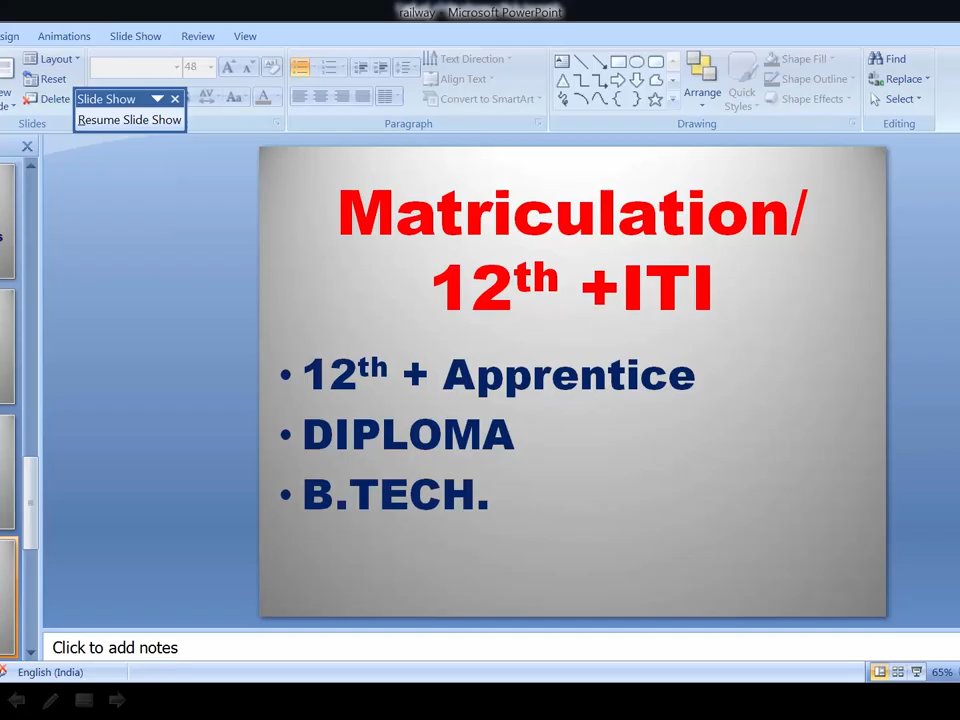 railway - Microsoft PowerPoint
sign Animations Slide Show Review View
Layout 48 Text Direction Shape Fill Find
Reset Align Text Shape Outline Replace
Delete Aa A Convert to SmartArt Arrange Quick Styles Shape Effects Select
Slide Show
Resume Slide Show
Slides Paragraph Drawing Editing
Matriculation/
12th +ITI
• 12th + Apprentice
• DIPLOMA
• B.TECH.
Click to add notes
English (India) 65%